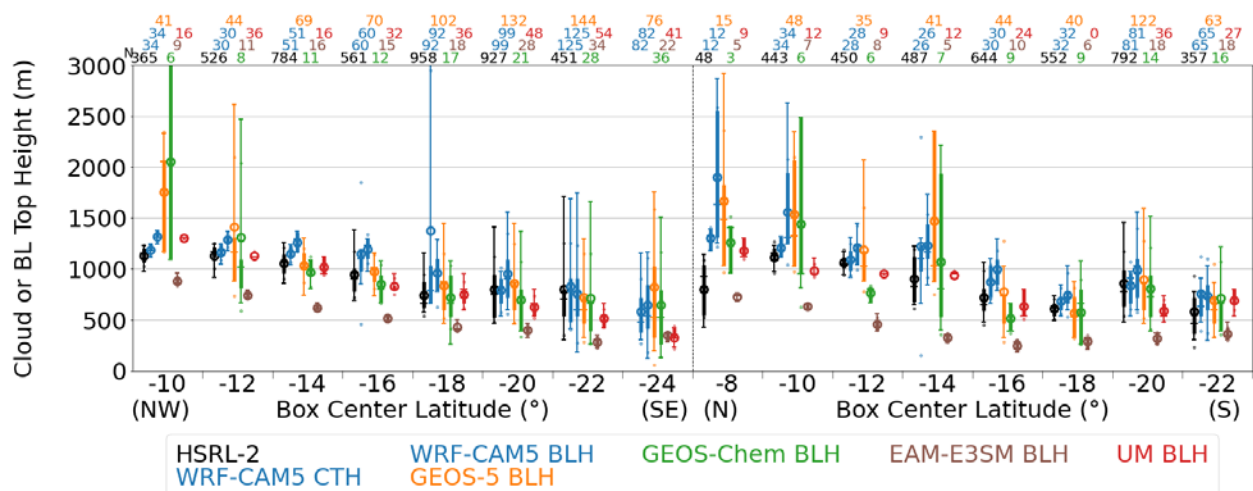 41 44 69 70 102 132 144 76 15 48 35 41 44 40 122 63
34 16 30 36 51 16 60 32 92 36 99 48 125 54 82 41 12 9 34 12 28 9 26 12 30 24 32 0 81 36 65 27
34 9 30 11 51 16 60 15 92 18 99 28 125 34 82 22 12 5 34 7 28 8 26 5 30 10 32 6 81 18 65 18
N 365 6 526 8 784 11 561 12 958 17 927 21 451 28 36 48 3 443 6 450 6 487 7 644 9 552 9 792 14 357 16
Cloud or BL Top Height (m)
3000
2500
2000
1500
1000
500
0
-10 -12 -14 -16 -18 -20 -22 -24 -8 -10 -12 -14 -16 -18 -20 -22
(NW) Box Center Latitude (°) (SE) (N) Box Center Latitude (°) (S)
HSRL-2 WRF-CAM5 BLH GEOS-Chem BLH EAM-E3SM BLH UM BLH
WRF-CAM5 CTH GEOS-5 BLH